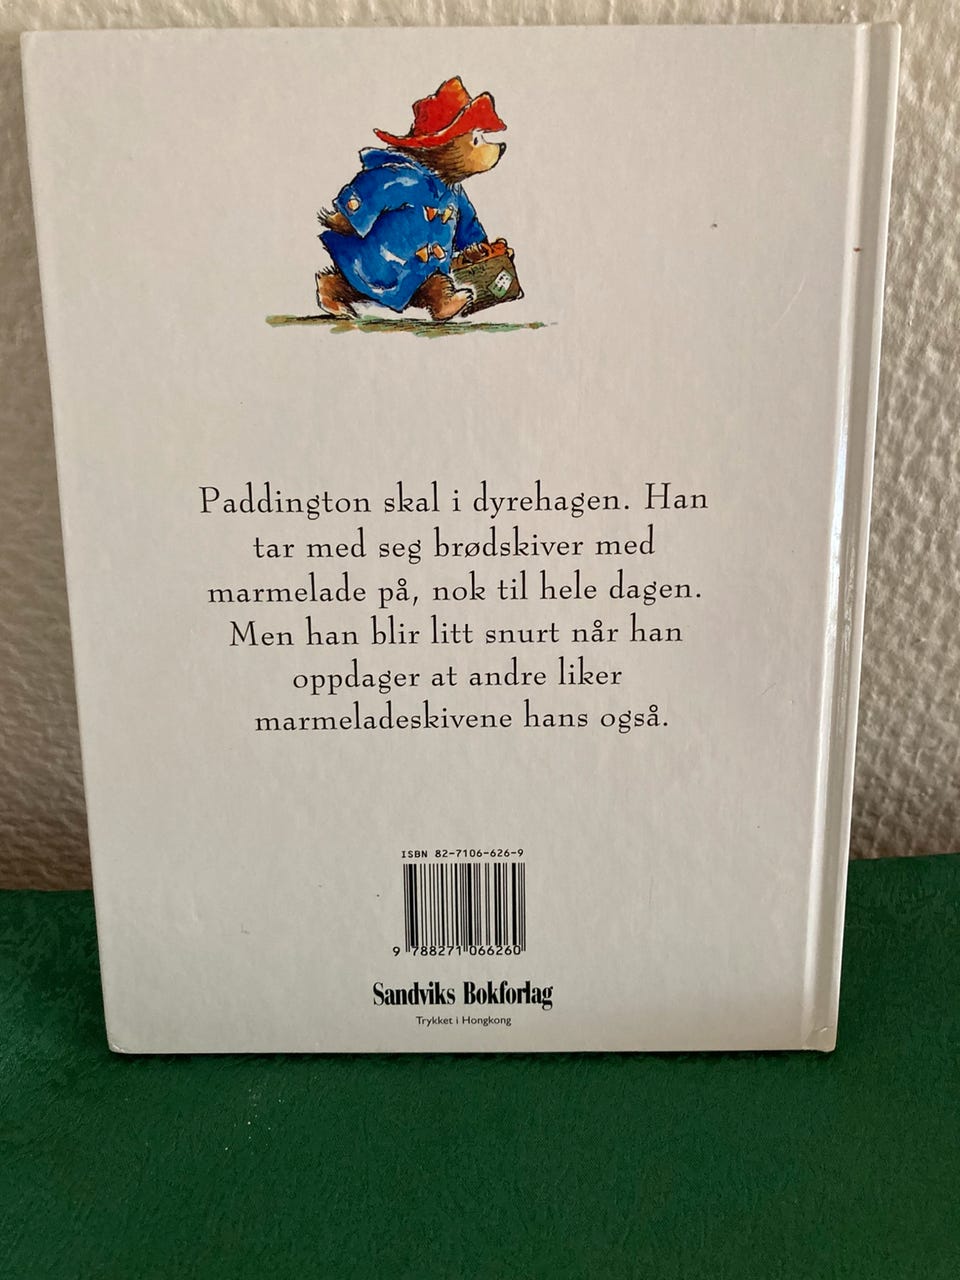 Paddington skal i dyrehagen. Han
tar med seg brødskiver med
marmelade på, nok til hele dagen.
Men han blir litt snurt når han
oppdager at andre liker
marmeladeskivene hans også.
ISBN 82-7106-626-9
9 788271 066260
Sandviks Bokforlag
Trykket i Hongkong